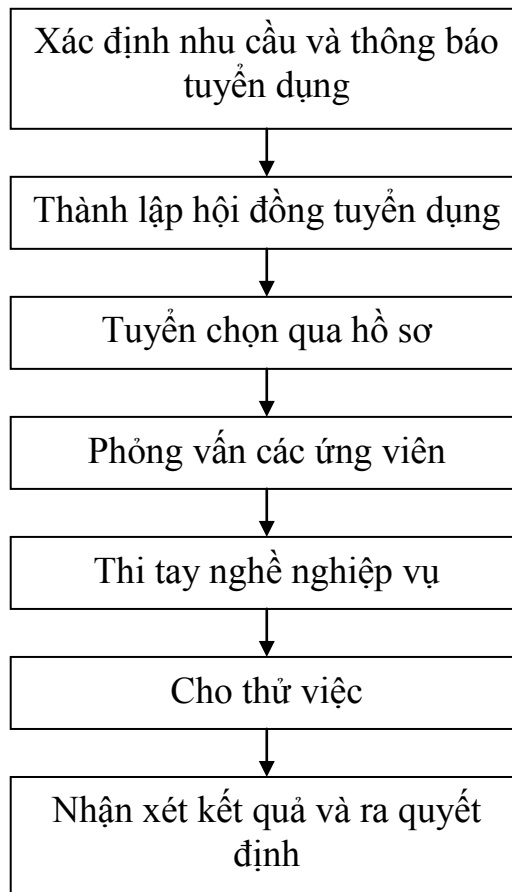 Xác định nhu cầu và thông báo
tuyển dụng
Thành lập hội đồng tuyển dụng
Tuyển chọn qua hồ sơ
Phỏng vấn các ứng viên
Thi tay nghề nghiệp vụ
Cho thử việc
Nhận xét kết quả và ra quyết
định